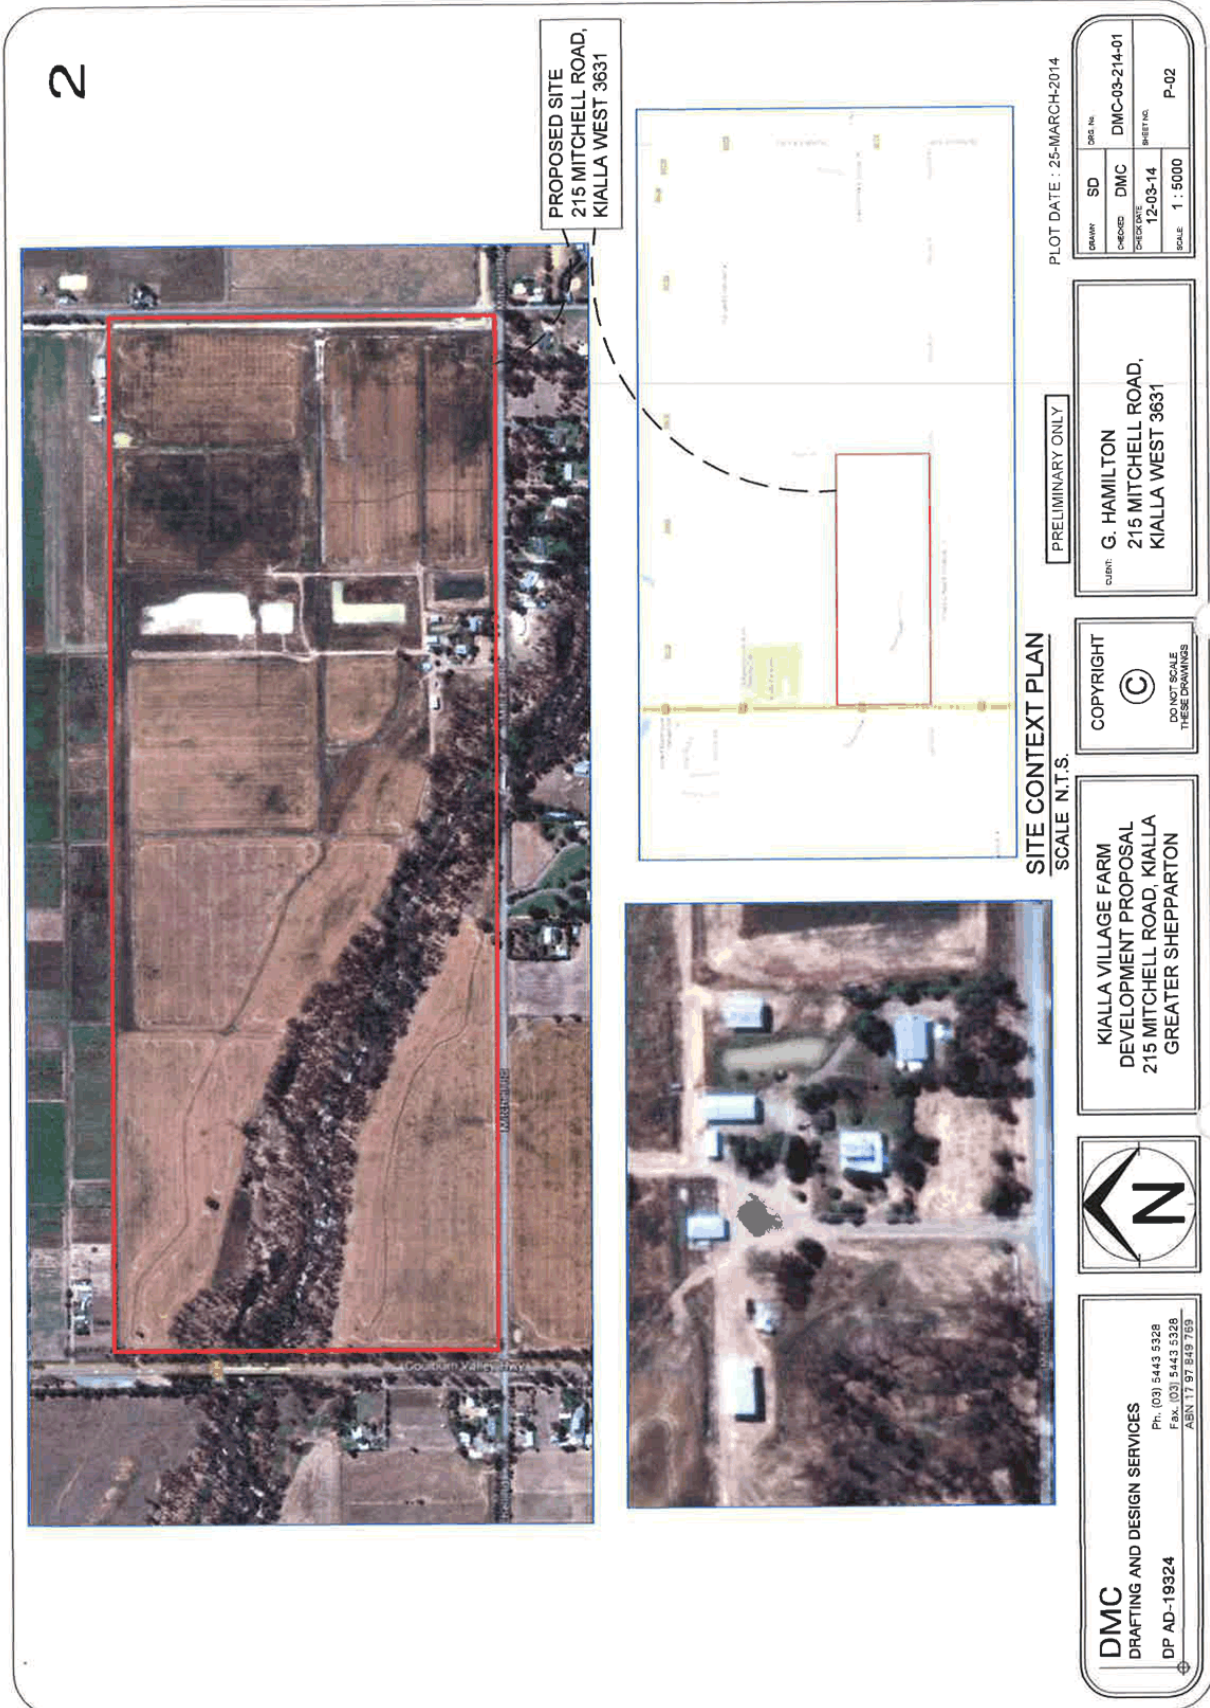 2
PROPOSED SITE
215 MITCHELL ROAD,
KIALLA WEST 3631
Goulburn Valley Hwy
Mitchell Rd
PLOT DATE : 25-MARCH-2014
PRELIMINARY ONLY
SITE CONTEXT PLAN
SCALE N.T.S.
DMC
DRAFTING AND DESIGN SERVICES
DP AD-19324
Ph. (03) 5443 5328
Fax. (03) 5443 5328
ABN 17 97 849 769
N
KIALLA VILLAGE FARM
DEVELOPMENT PROPOSAL
215 MITCHELL ROAD, KIALLA
GREATER SHEPPARTON
COPYRIGHT
C
DO NOT SCALE
THESE DRAWINGS
CLIENT: G. HAMILTON
215 MITCHELL ROAD,
KIALLA WEST 3631
DRAWN SD
CHECKED DMC
CHECK DATE
12-03-14
SCALE 1 : 5000
DRG. No.
DMC-03-214-01
SHEET NO.
P-02